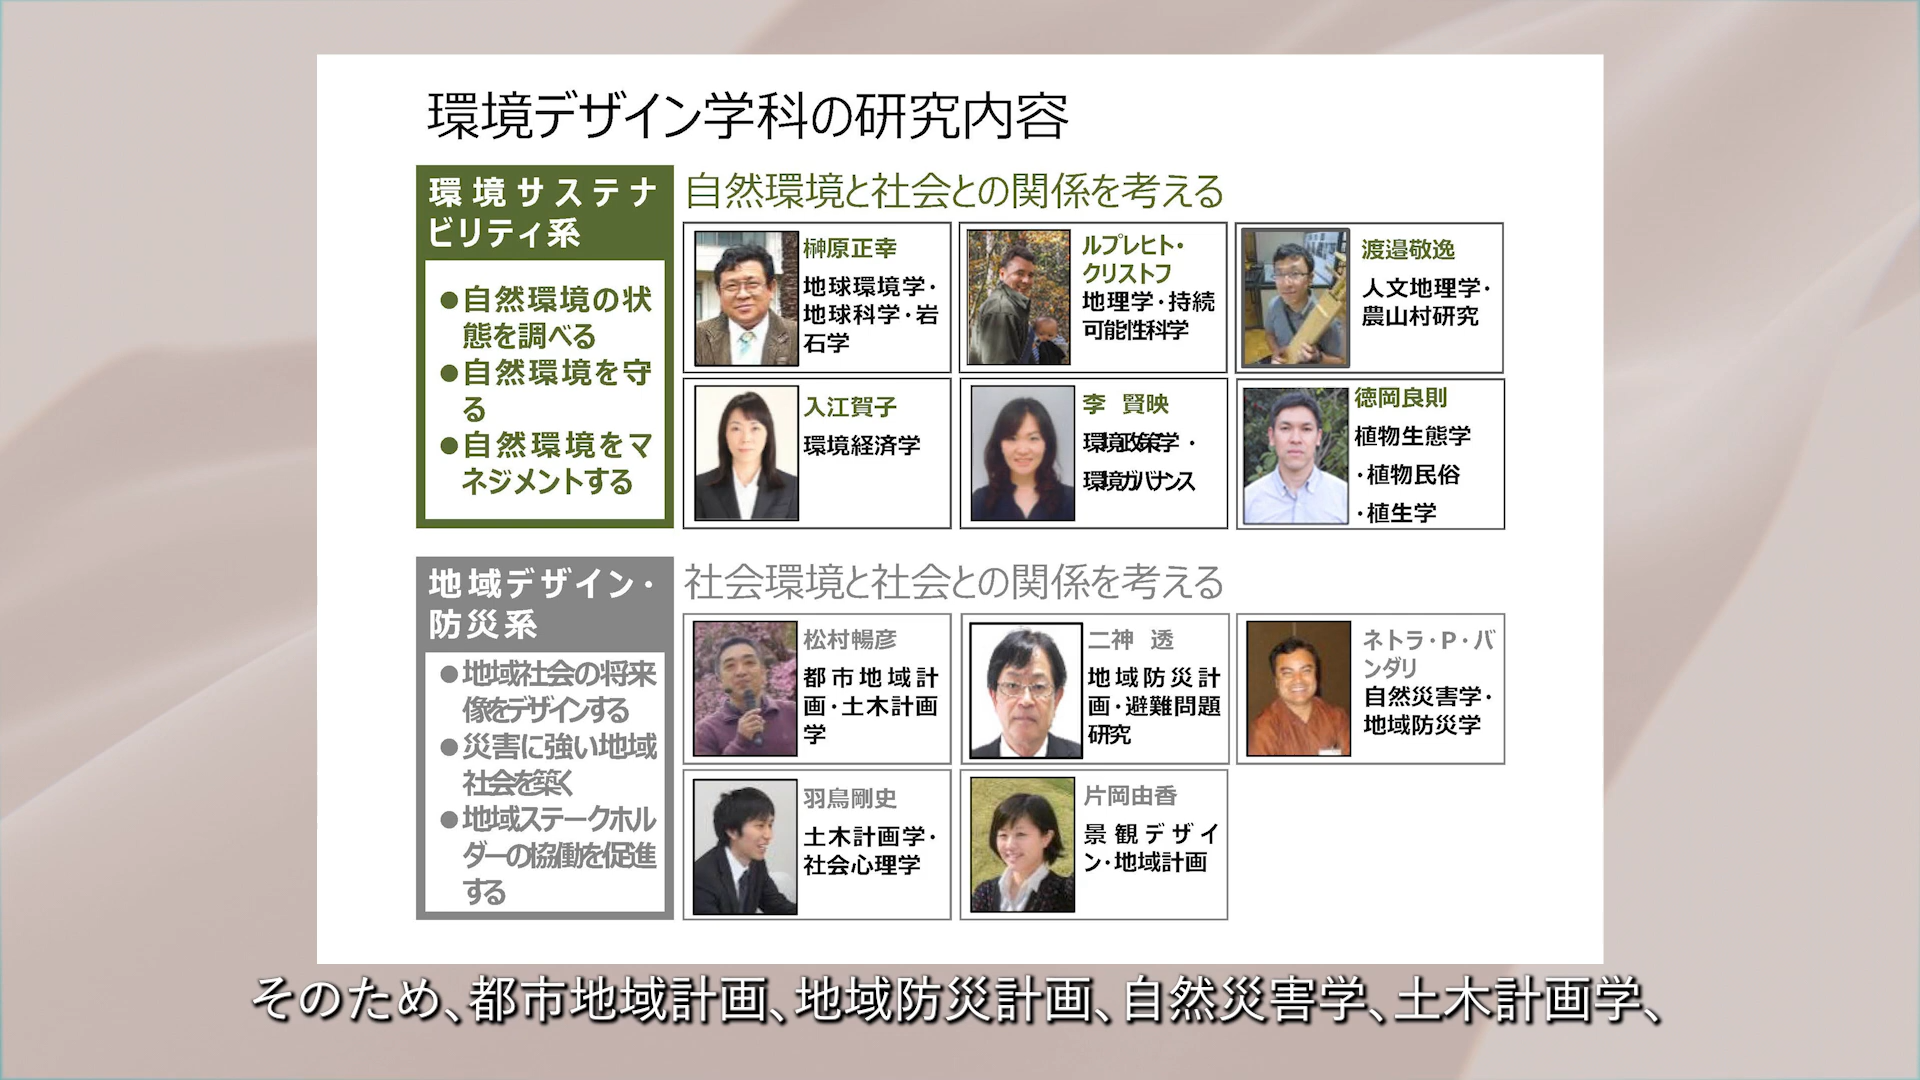 環境デザイン学科の研究内容
環境サステナ
ビリティ系
●自然環境の状
態を調べる
●自然環境を守
る
●自然環境をマ
ネジメントする
自然環境と社会との関係を考える
榊原正幸
地球環境学・
地球科学・岩
石学
ルプレヒト・
クリストフ
地理学・持続
可能性科学
渡邉敬逸
人文地理学・
農山村研究
入江賀子
環境経済学
李 賢映
環境政策学・
環境ガバナンス
徳岡良則
植物生態学
・植物民俗
・植生学
地域デザイン・
防災系
●地域社会の将来
像をデザインする
●災害に強い地域
社会を築く
●地域ステークホル
ダーの協働を促進
する
社会環境と社会との関係を考える
松村暢彦
都市地域計
画・土木計画
学
二神 透
地域防災計
画・避難問題
研究
ネトラ・P・バ
ンダリ
自然災害学・
地域防災学
羽鳥剛史
土木計画学・
社会心理学
片岡由香
景観デザイ
ン・地域計画
そのため、都市地域計画、地域防災計画、自然災害学、土木計画学、